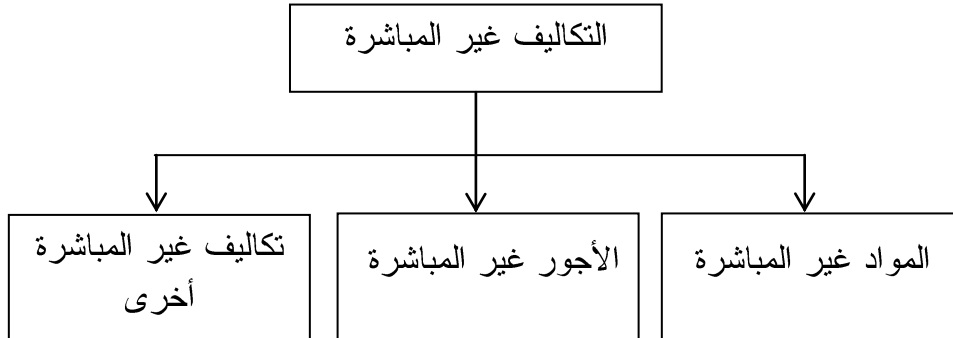 التكاليف غير المباشرة
المواد غير المباشرة
الأجور غير المباشرة
تكاليف غير المباشرة
أخرى